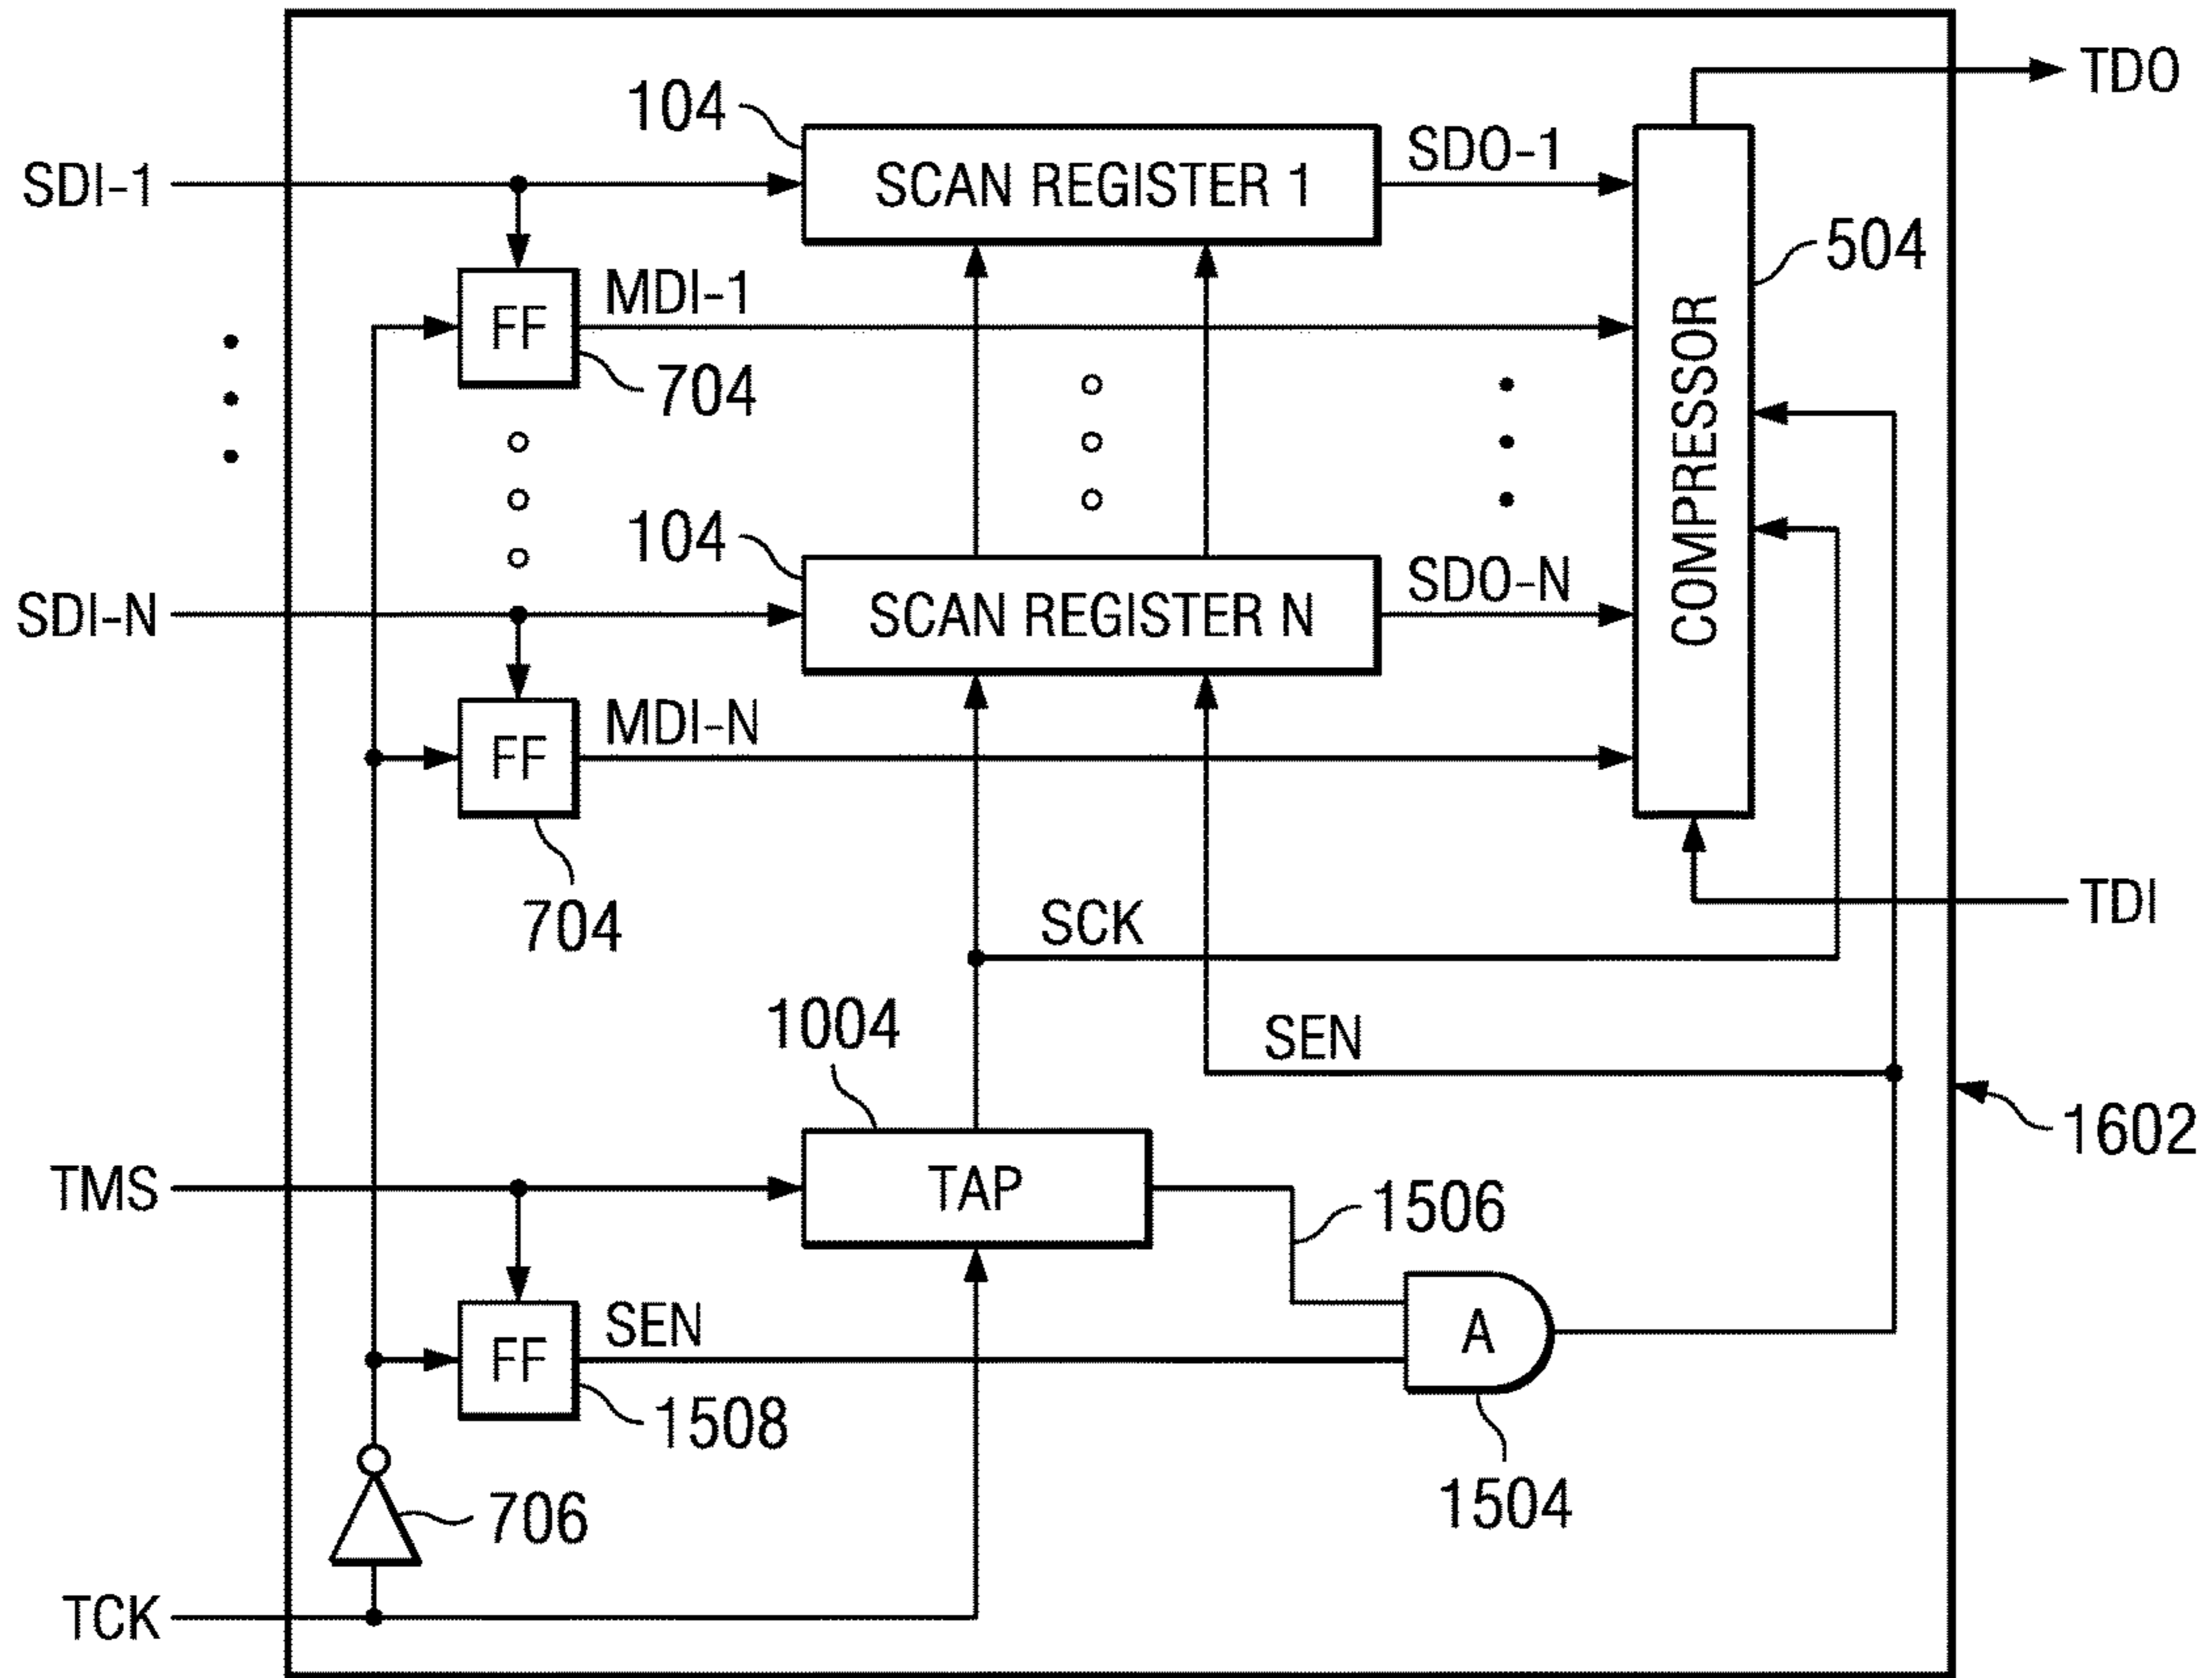 TDO
104
SDI-1
SCAN REGISTER 1
SDO-1
504
MDI-1
FF
704
COMPRESSOR
104
SDI-N
SCAN REGISTER N
SDO-N
MDI-N
FF
704
TDI
SCK
1004
SEN
1602
TMS
TAP
1506
SEN
FF
A
1508
1504
706
TCK